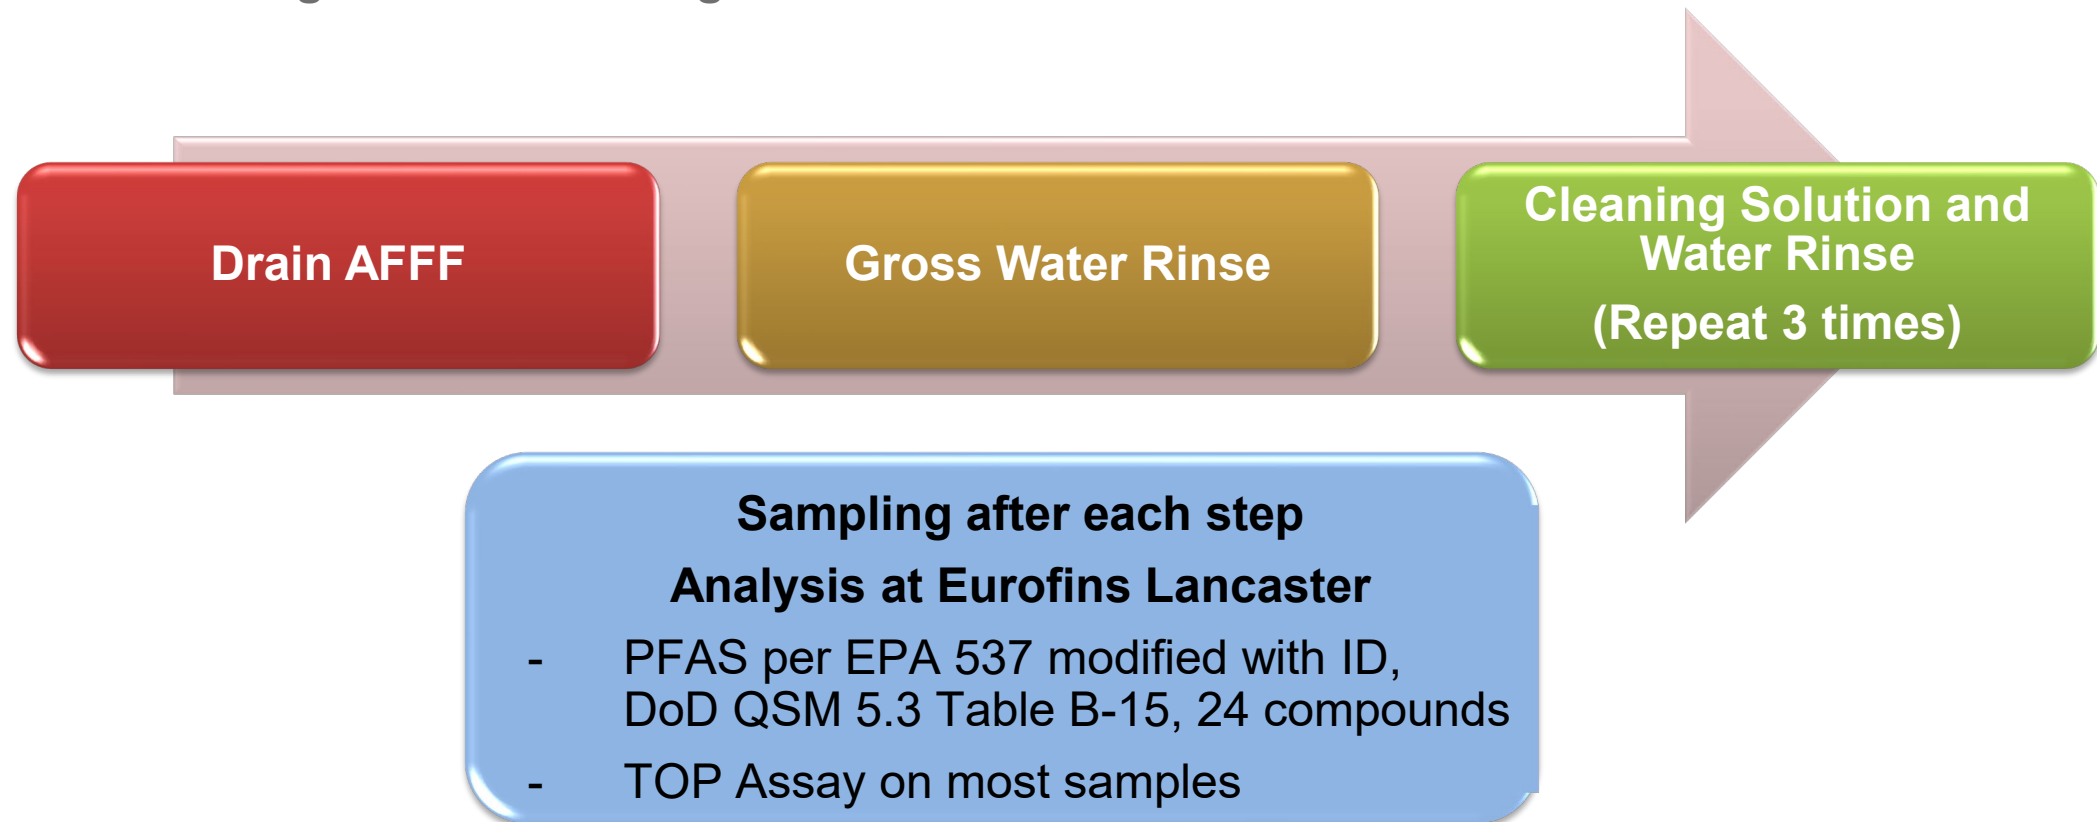 Drain AFFF
Gross Water Rinse
Cleaning Solution and
Water Rinse
(Repeat 3 times)
Sampling after each step
Analysis at Eurofins Lancaster
- PFAS per EPA 537 modified with ID,
DoD QSM 5.3 Table B-15, 24 compounds
- TOP Assay on most samples